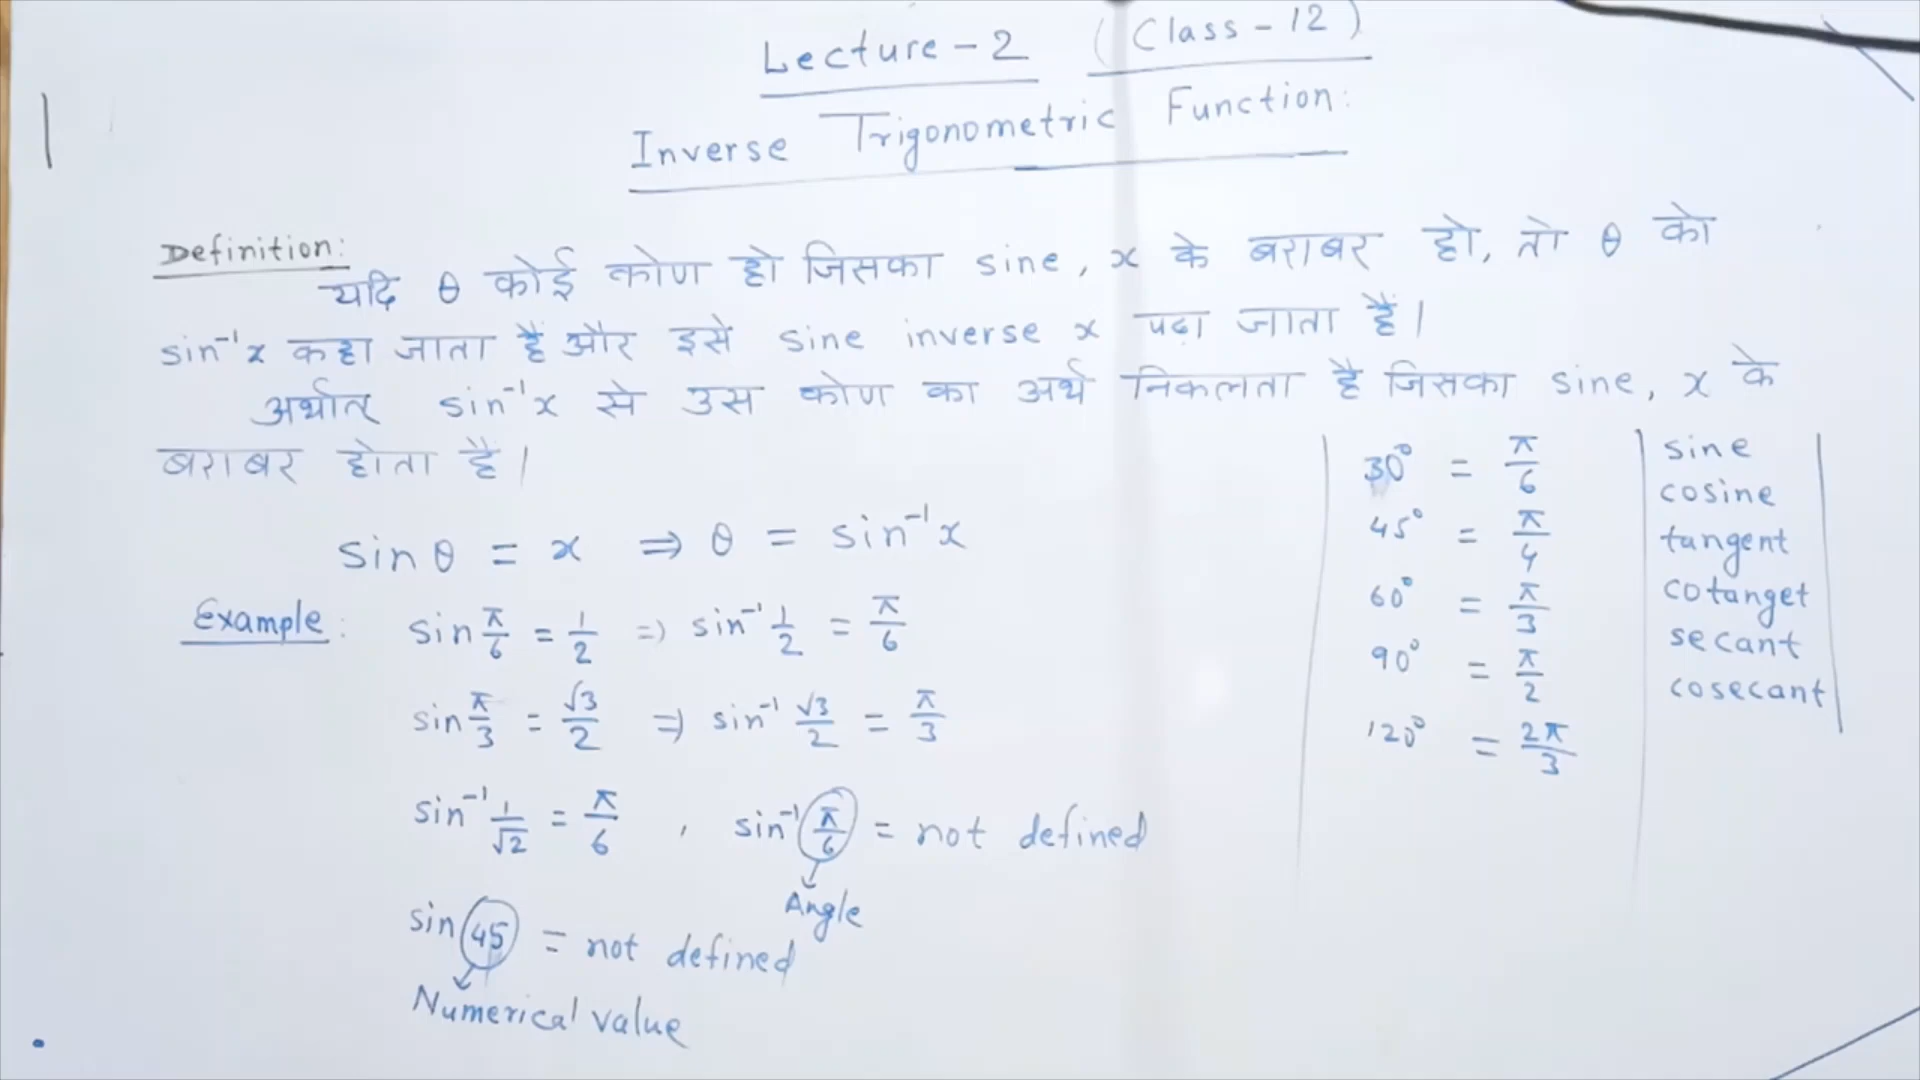 Lecture - 2 (Class - 12)
Inverse Trigonometric Function:
Definition:
यदि θ कोई कोण हो जिसका sine, x के बराबर हो, तो θ को
sin⁻¹x कहा जाता है और इसे sine inverse x पढ़ा जाता है।
अर्थात् sin⁻¹x से उस कोण का अर्थ निकलता है जिसका sine, x के
बराबर होता है।
sin θ = x ⇒ θ = sin⁻¹x
Example: sin π/6 = 1/2 ⇒ sin⁻¹ 1/2 = π/6
sin π/3 = √3/2 ⇒ sin⁻¹ √3/2 = π/3
sin⁻¹ 1/√2 = π/6 , sin⁻¹ π/6 = not defined
Angle
sin 45 = not defined
Numerical value
30° = π/6
45° = π/4
60° = π/3
90° = π/2
120° = 2π/3
sine
cosine
tangent
cotanget
secant
cosecant